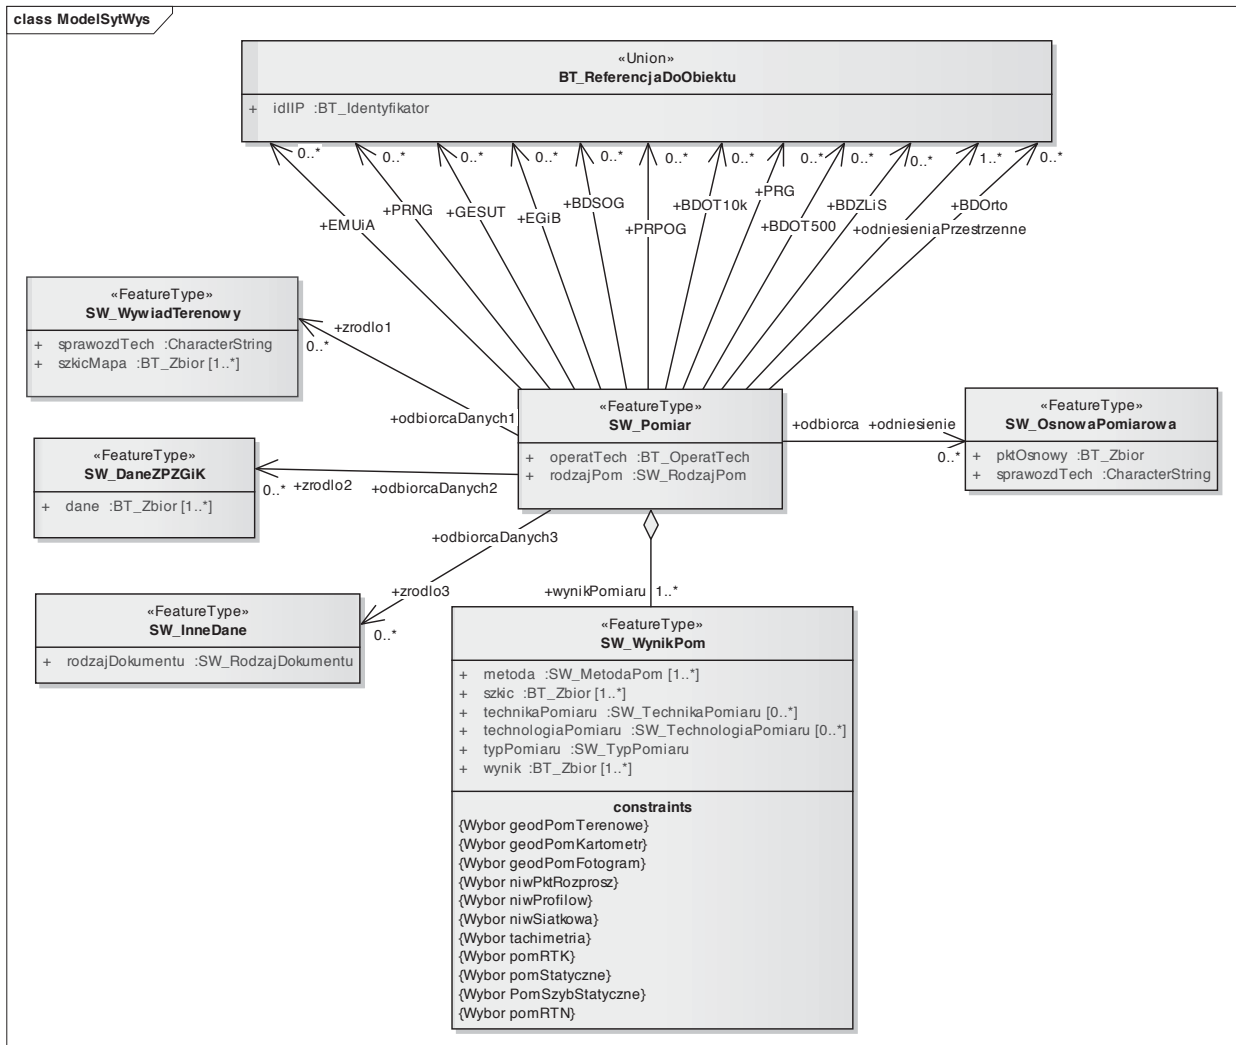 class ModelSytWys
«Union»
BT_ReferencjaDoObiektu
+ idIIP :BT_Identyfikator
0..* 0..* 0..* 0..* 0..* 0..* 0..* 0..* 0..* 0..* 1..* 0..*
+EMUiA
+PRNG
+GESUT
+EGiB
+BDSOG
+PRPOG
+BDOT10k
+PRG
+BDOT500
+BDZLiS
+odniesieniaPrzestrzenne
+BDOrto
«FeatureType»
SW_WywiadTerenowy
+ sprawozdTech :CharacterString
+ szkicMapa :BT_Zbior [1..*]
+zrodlo1
0..*
+odbiorcaDanych1
«FeatureType»
SW_Pomiar
+ operatTech :BT_OperatTech
+ rodzajPom :SW_RodzajPom
+odbiorca +odniesienie
0..*
«FeatureType»
SW_OsnowaPomiarowa
+ pktOsnowy :BT_Zbior
+ sprawozdTech :CharacterString
«FeatureType»
SW_DaneZPZGiK
+ dane :BT_Zbior [1..*]
0..*
+zrodlo2
+odbiorcaDanych2
+odbiorcaDanych3
+zrodlo3
0..*
«FeatureType»
SW_InneDane
+ rodzajDokumentu :SW_RodzajDokumentu
+wynikPomiaru 1..*
«FeatureType»
SW_WynikPom
+ metoda :SW_MetodaPom [1..*]
+ szkic :BT_Zbior [1..*]
+ technikaPomiaru :SW_TechnikaPomiaru [0..*]
+ technologiaPomiaru :SW_TechnologiaPomiaru [0..*]
+ typPomiaru :SW_TypPomiaru
+ wynik :BT_Zbior [1..*]
constraints
{Wybor geodPomTerenowe}
{Wybor geodPomKartometr}
{Wybor geodPomFotogram}
{Wybor niwPktRozprosz}
{Wybor niwProfilow}
{Wybor niwSiatkowa}
{Wybor tachimetria}
{Wybor pomRTK}
{Wybor pomStatyczne}
{Wybor PomSzybStatyczne}
{Wybor pomRTN}